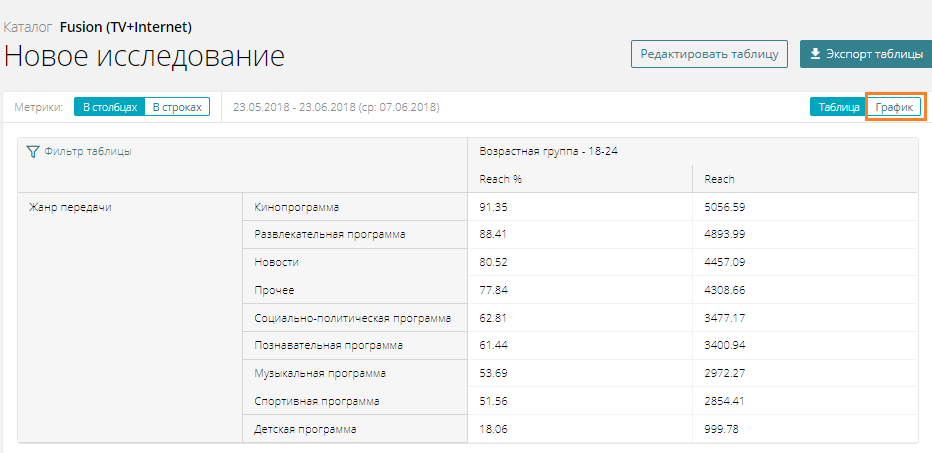 Каталог Fusion (TV+Internet)
Новое исследование
Редактировать таблицу
Экспорт таблицы
Метрики: В столбцах В строках 23.05.2018 - 23.06.2018 (ср: 07.06.2018) Таблица График
Фильтр таблицы Возрастная группа - 18-24
Reach % Reach
Жанр передачи Кинопрограмма 91.35 5056.59
Развлекательная программа 88.41 4893.99
Новости 80.52 4457.09
Прочее 77.84 4308.66
Социально-политическая программа 62.81 3477.17
Познавательная программа 61.44 3400.94
Музыкальная программа 53.69 2972.27
Спортивная программа 51.56 2854.41
Детская программа 18.06 999.78